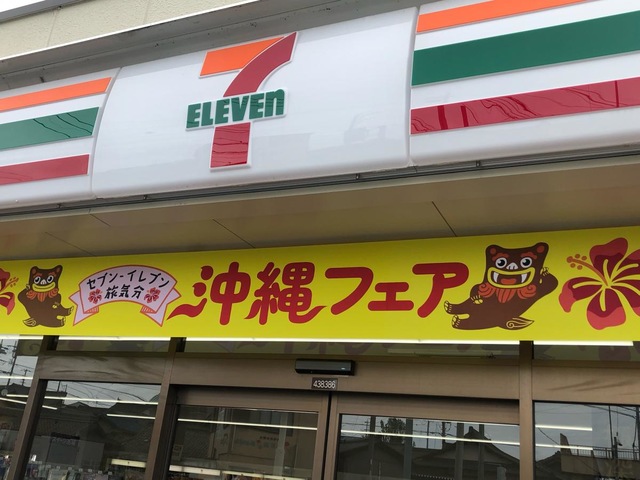 7
ELEVEn
セブン-イレブン
旅気分
沖縄フェア
438386